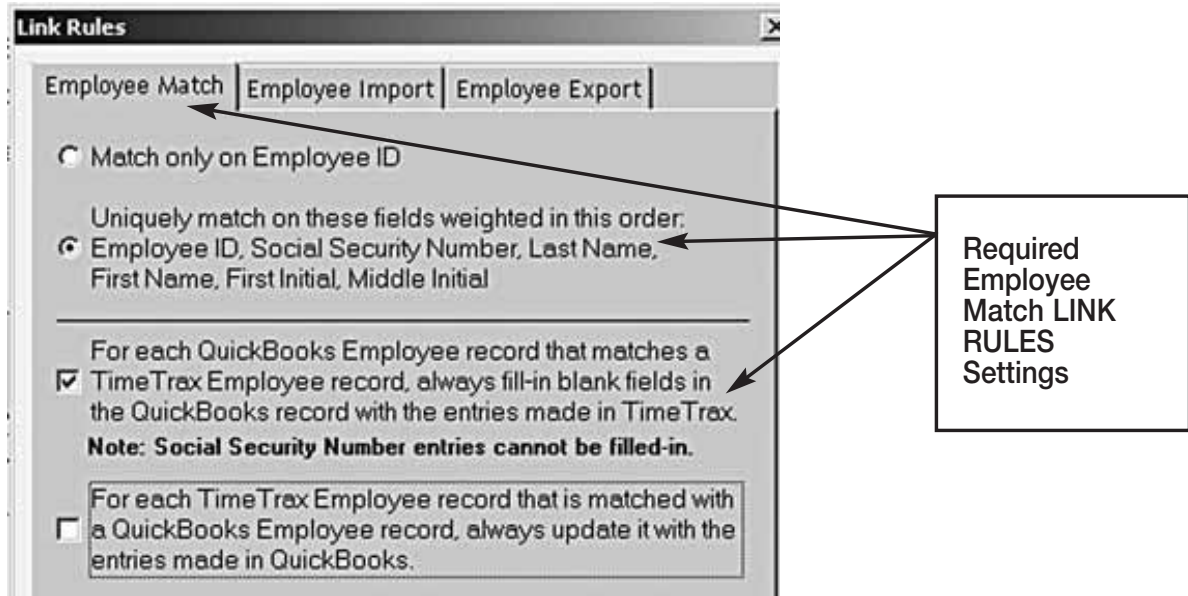 Link Rules
Employee Match
Employee Import
Employee Export
Match only on Employee ID
Uniquely match on these fields weighted in this order:
Employee ID, Social Security Number, Last Name,
First Name, First Initial, Middle Initial
For each QuickBooks Employee record that matches a
TimeTrax Employee record, always fill-in blank fields in
the QuickBooks record with the entries made in TimeTrax.
Note: Social Security Number entries cannot be filled-in.
For each TimeTrax Employee record that is matched with
a QuickBooks Employee record, always update it with the
entries made in QuickBooks.
Required
Employee
Match LINK
RULES
Settings